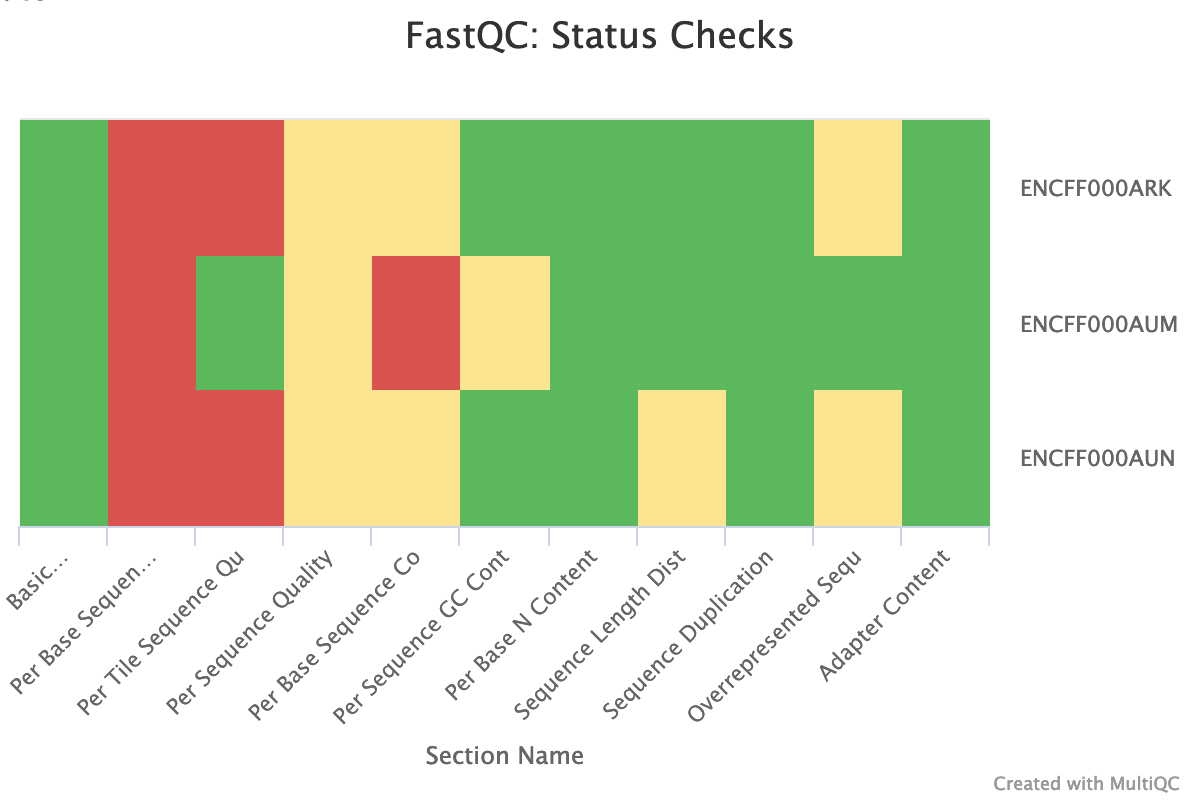 FastQC: Status Checks
ENCFF000ARK
ENCFF000AUM
ENCFF000AUN
Basic...
Per Base Sequen...
Per Tile Sequence Qu
Per Sequence Quality
Per Base Sequence Co
Per Sequence GC Cont
Per Base N Content
Sequence Length Dist
Sequence Duplication
Overrepresented Sequ
Adapter Content
Section Name
Created with MultiQC